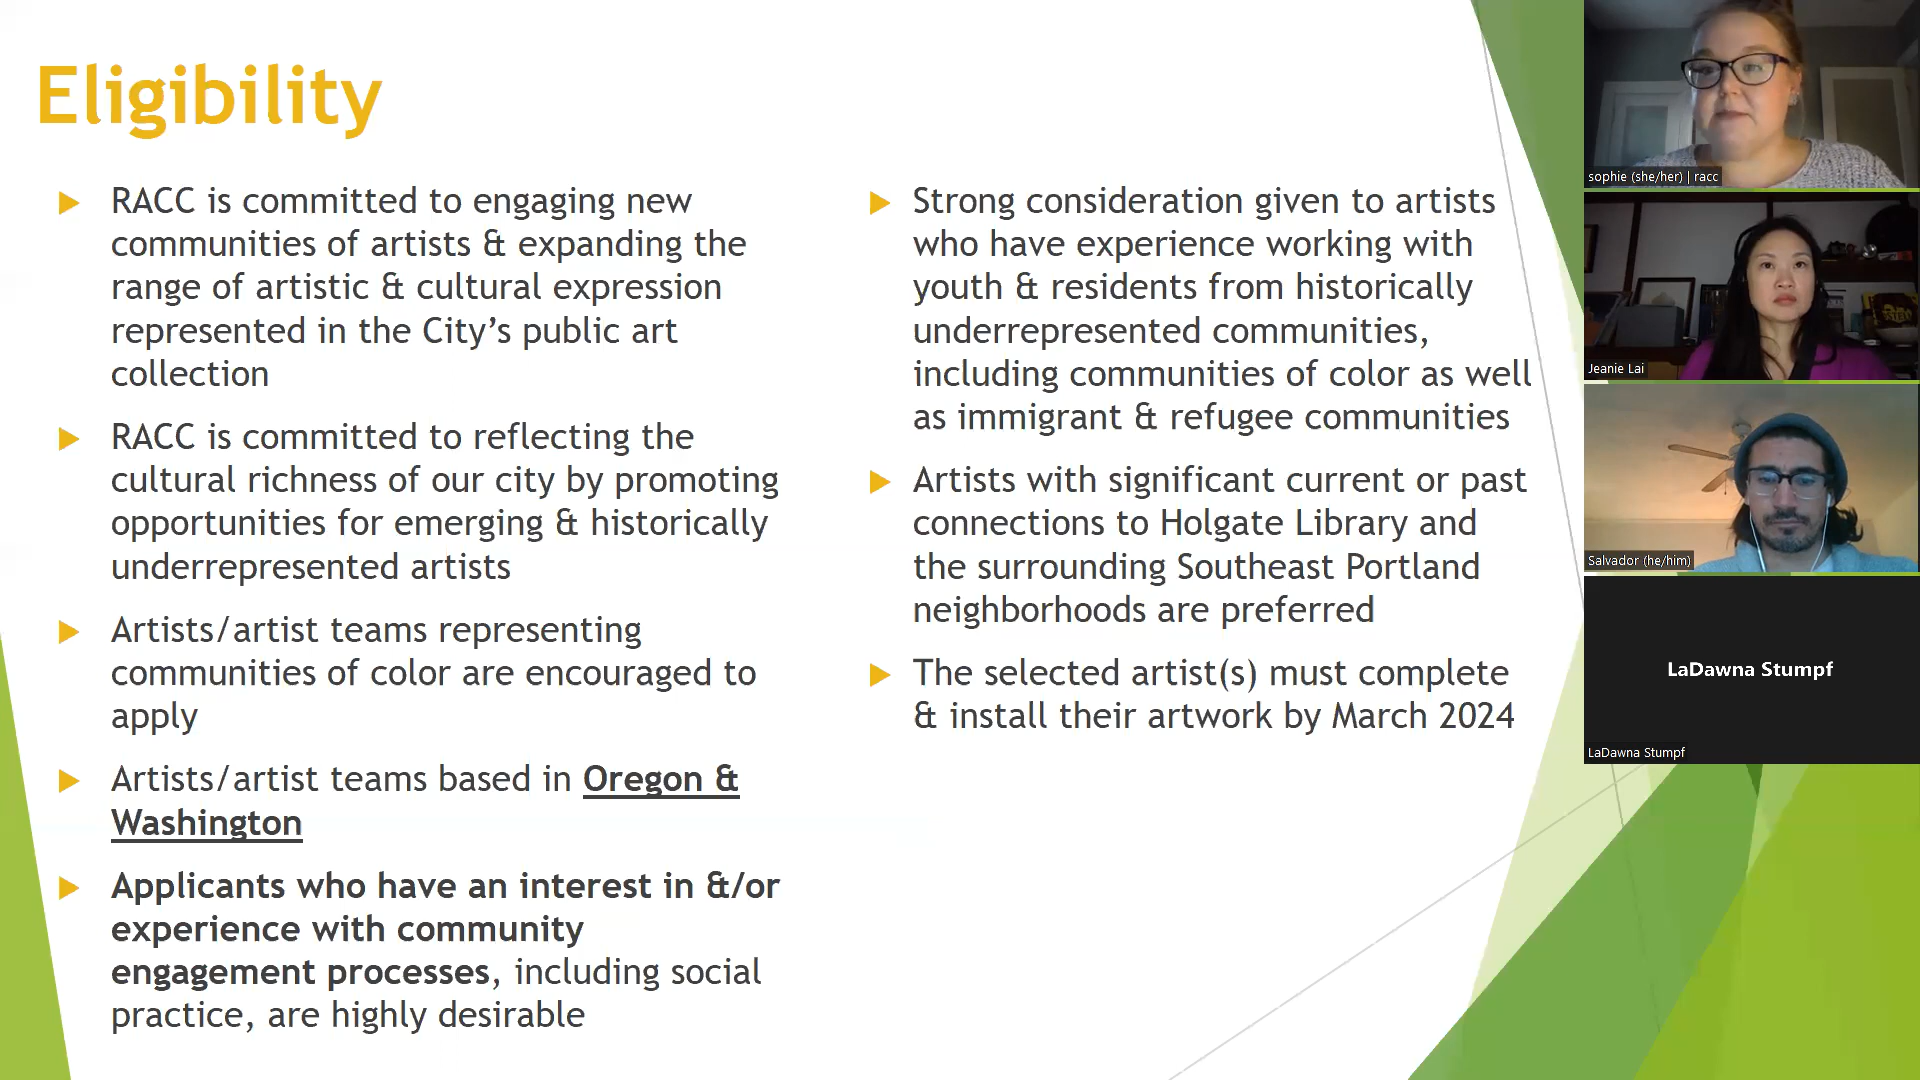 Eligibility
RACC is committed to engaging new
communities of artists & expanding the
range of artistic & cultural expression
represented in the City’s public art
collection
RACC is committed to reflecting the
cultural richness of our city by promoting
opportunities for emerging & historically
underrepresented artists
Artists/artist teams representing
communities of color are encouraged to
apply
Artists/artist teams based in Oregon &
Washington
Applicants who have an interest in &/or
experience with community
engagement processes, including social
practice, are highly desirable
Strong consideration given to artists
who have experience working with
youth & residents from historically
underrepresented communities,
including communities of color as well
as immigrant & refugee communities
Artists with significant current or past
connections to Holgate Library and
the surrounding Southeast Portland
neighborhoods are preferred
The selected artist(s) must complete
& install their artwork by March 2024
sophie (she/her) | racc
Jeanie Lai
Salvador (he/him)
LaDawna Stumpf
LaDawna Stumpf